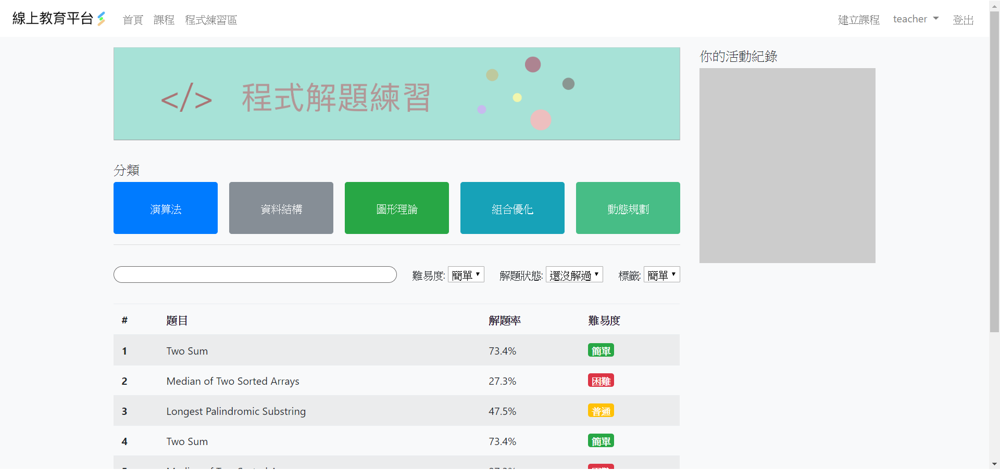 線上教育平台 首頁 課程 程式練習區 建立課程 teacher 登出
</> 程式解題練習
你的活動紀錄
分類
演算法 資料結構 圖形理論 組合優化 動態規劃
難易度: 簡單 解題狀態: 還沒解過 標籤: 簡單
# 題目 解題率 難易度
1 Two Sum 73.4% 簡單
2 Median of Two Sorted Arrays 27.3% 困難
3 Longest Palindromic Substring 47.5% 普通
4 Two Sum 73.4% 簡單